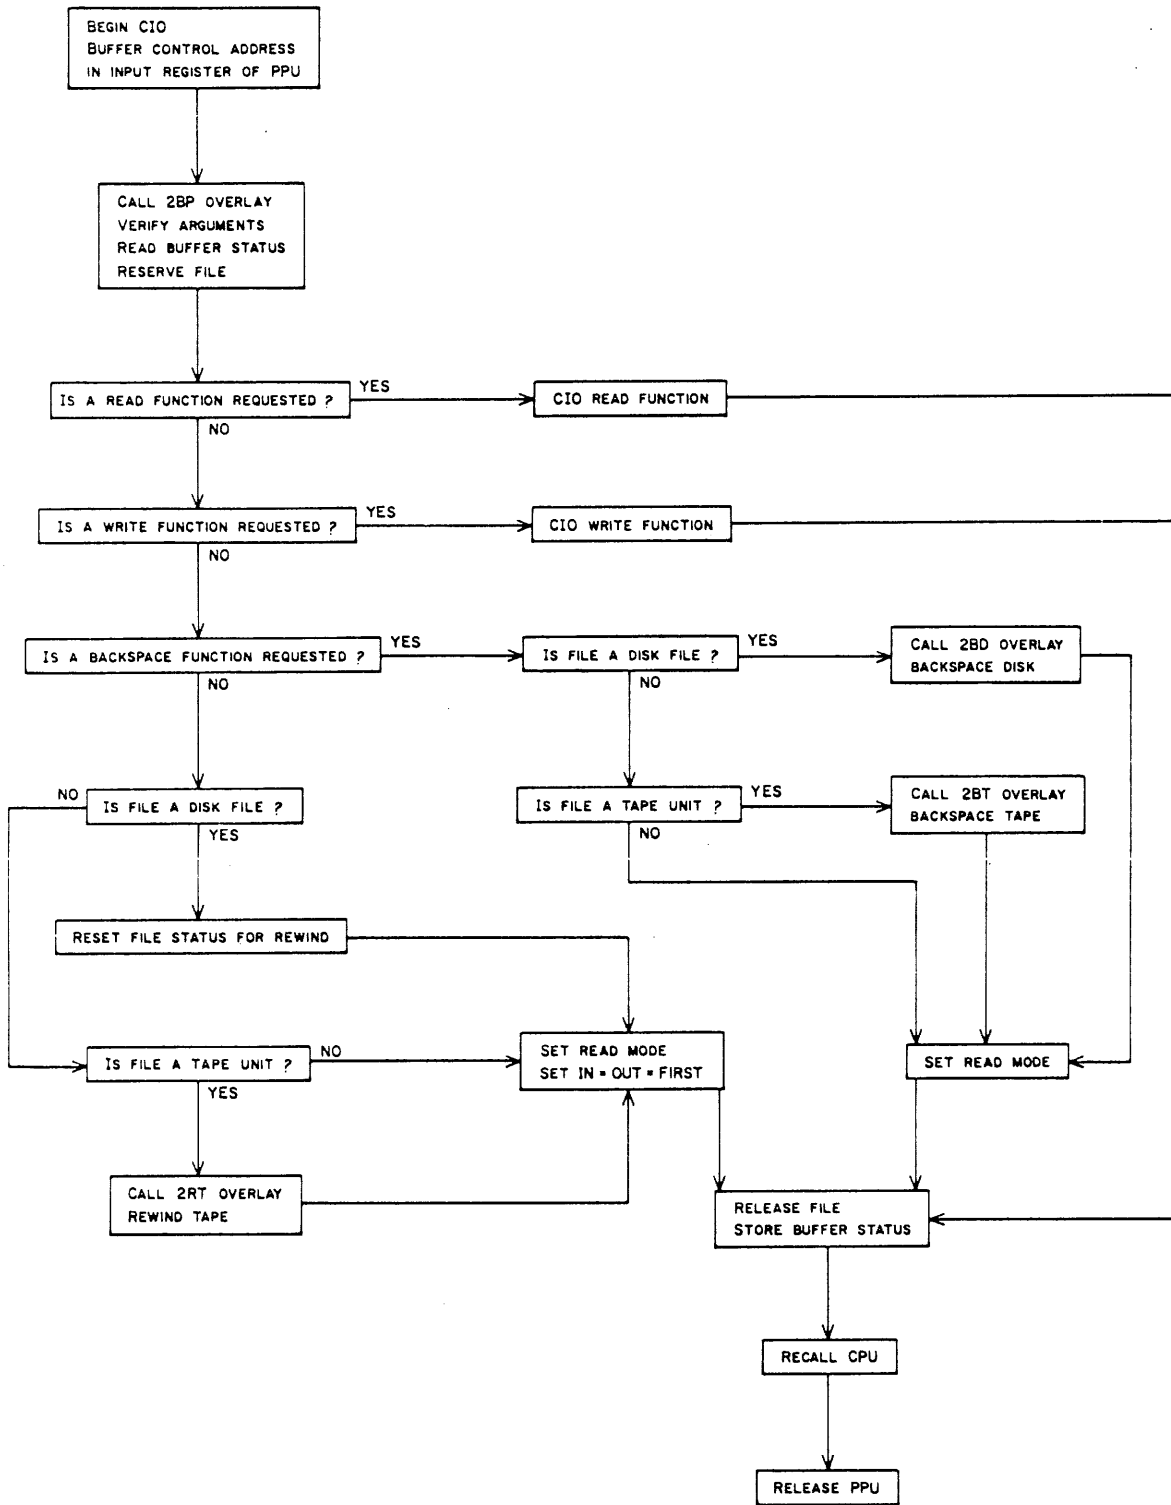 BEGIN CIO
BUFFER CONTROL ADDRESS
IN INPUT REGISTER OF PPU
CALL 2BP OVERLAY
VERIFY ARGUMENTS
READ BUFFER STATUS
RESERVE FILE
IS A READ FUNCTION REQUESTED ?
YES
CIO READ FUNCTION
NO
IS A WRITE FUNCTION REQUESTED ?
YES
CIO WRITE FUNCTION
NO
IS A BACKSPACE FUNCTION REQUESTED ?
YES
IS FILE A DISK FILE ?
YES
CALL 2BD OVERLAY
BACKSPACE DISK
NO
NO
NO
IS FILE A DISK FILE ?
YES
IS FILE A TAPE UNIT ?
YES
CALL 2BT OVERLAY
BACKSPACE TAPE
NO
RESET FILE STATUS FOR REWIND
IS FILE A TAPE UNIT ?
NO
YES
SET READ MODE
SET IN = OUT = FIRST
SET READ MODE
CALL 2RT OVERLAY
REWIND TAPE
RELEASE FILE
STORE BUFFER STATUS
RECALL CPU
RELEASE PPU